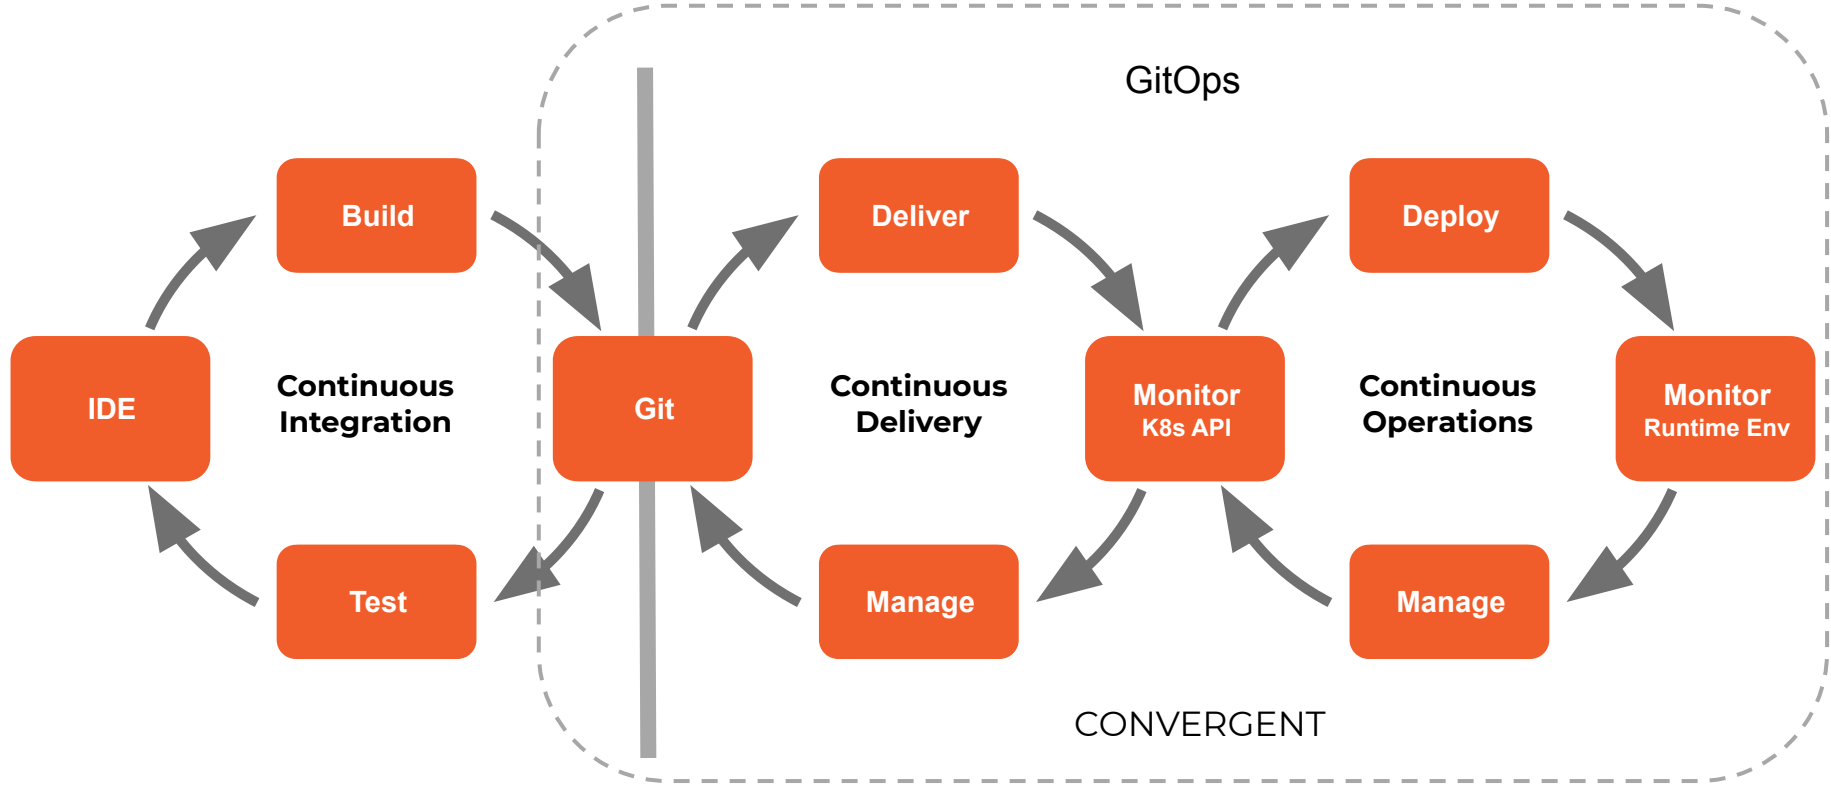 GitOps
Build
Deliver
Deploy
IDE
Continuous
Integration
Git
Continuous
Delivery
Monitor
K8s API
Continuous
Operations
Monitor
Runtime Env
Test
Manage
Manage
CONVERGENT